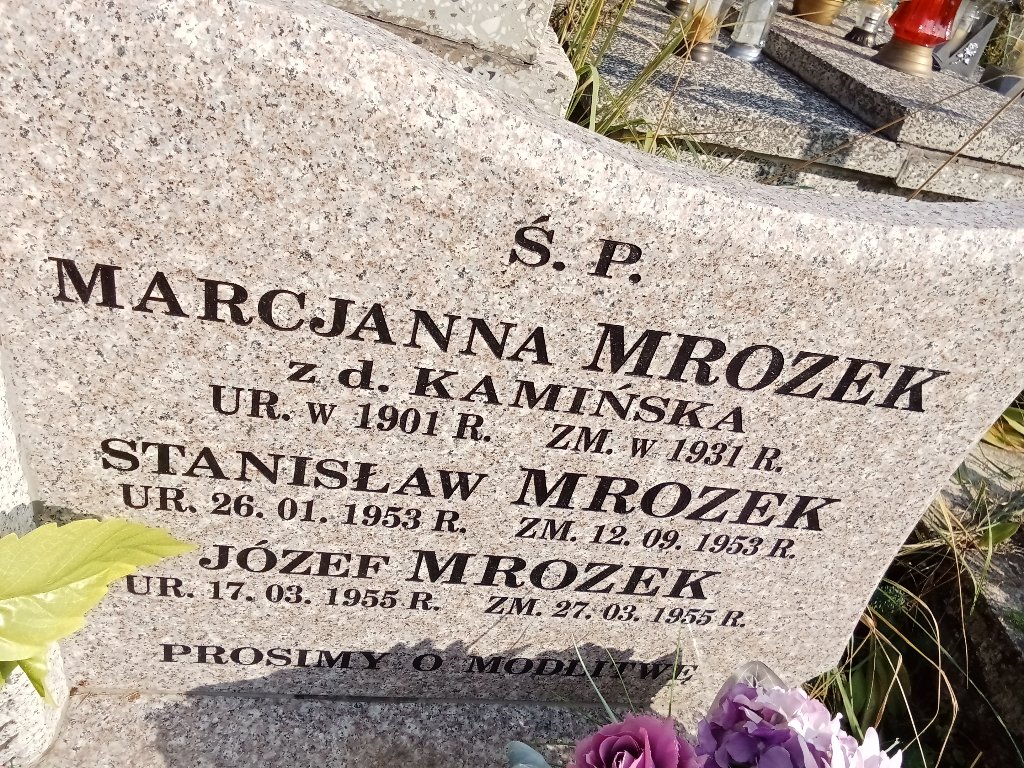 Ś. P.
MARCJANNA MROZEK
z d. KAMIŃSKA
UR. w 1901 R. ZM. w 1931 R.
STANISŁAW MROZEK
UR. 26. 01. 1953 R. ZM. 12. 09. 1953 R.
JÓZEF MROZEK
UR. 17. 03. 1955 R. ZM. 27. 03. 1955 R.
PROSIMY O MODLITWĘ